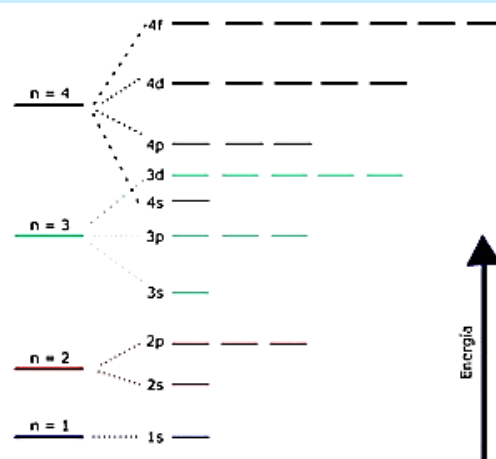 4f
n = 4
4d
4p
3d
4s
n = 3
3p
3s
2p
n = 2
2s
n = 1
1s
Energía